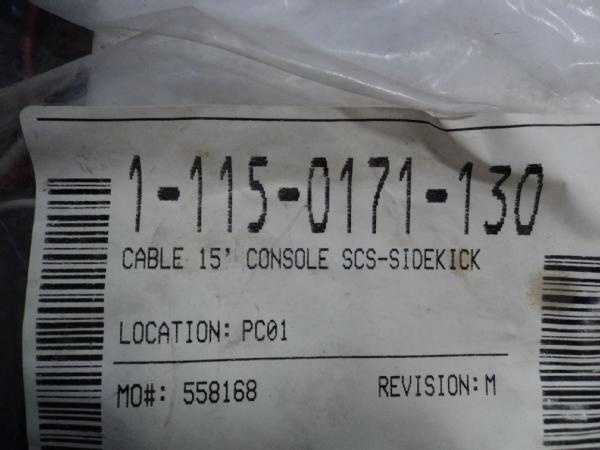 1-115-0171-130
CABLE 15' CONSOLE SCS-SIDEKICK
LOCATION: PC01
MO#: 558168 REVISION: M